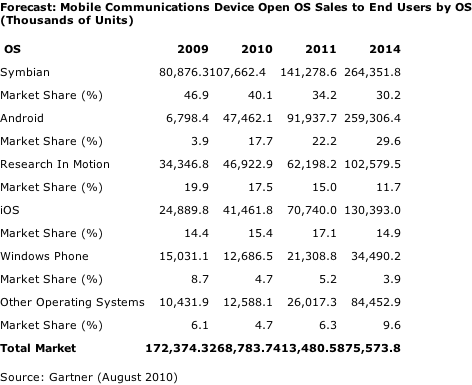 Forecast: Mobile Communications Device Open OS Sales to End Users by OS
(Thousands of Units)
OS 2009 2010 2011 2014
Symbian 80,876.3107,662.4 141,278.6 264,351.8
Market Share (%) 46.9 40.1 34.2 30.2
Android 6,798.4 47,462.1 91,937.7 259,306.4
Market Share (%) 3.9 17.7 22.2 29.6
Research In Motion 34,346.8 46,922.9 62,198.2 102,579.5
Market Share (%) 19.9 17.5 15.0 11.7
iOS 24,889.8 41,461.8 70,740.0 130,393.0
Market Share (%) 14.4 15.4 17.1 14.9
Windows Phone 15,031.1 12,686.5 21,308.8 34,490.2
Market Share (%) 8.7 4.7 5.2 3.9
Other Operating Systems 10,431.9 12,588.1 26,017.3 84,452.9
Market Share (%) 6.1 4.7 6.3 9.6
Total Market 172,374.3268,783.7413,480.5875,573.8
Source: Gartner (August 2010)